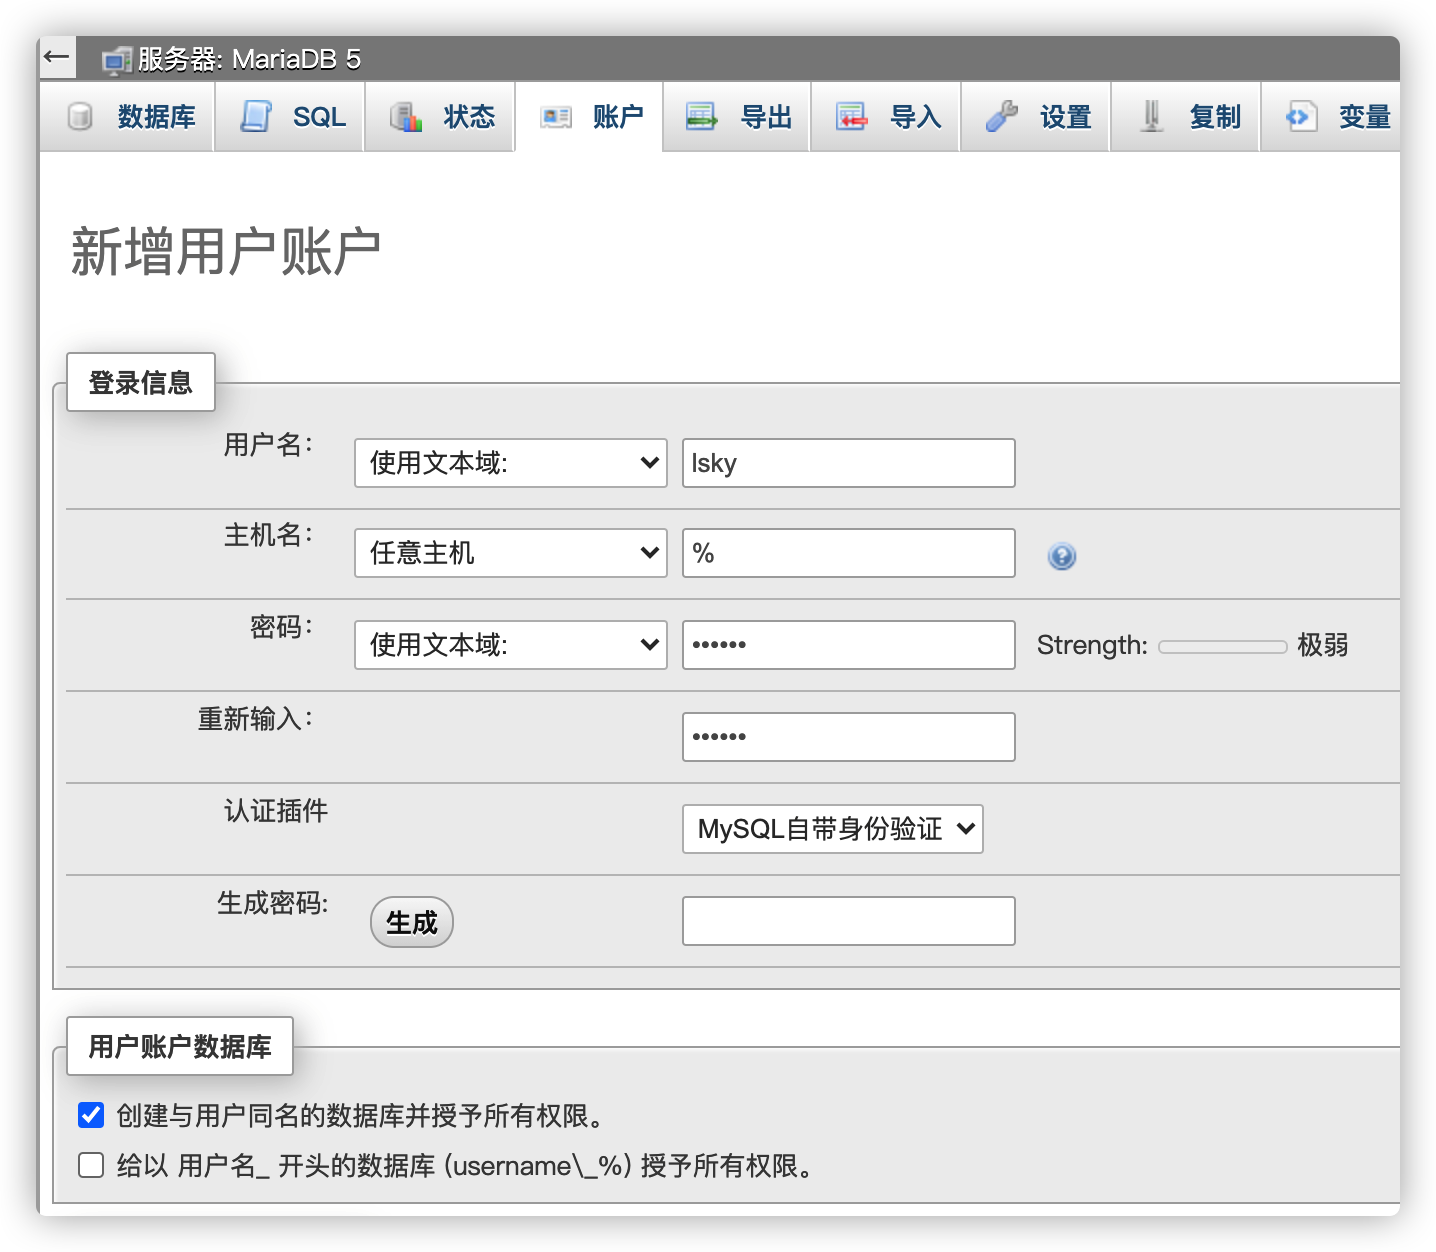 服务器: MariaDB 5
数据库 SQL 状态 账户 导出 导入 设置 复制 变量
新增用户账户
登录信息
用户名： 使用文本域: lsky
主机名： 任意主机 %
密码： 使用文本域: •••••• Strength: 极弱
重新输入： ••••••
认证插件 MySQL自带身份验证
生成密码: 生成
用户账户数据库
创建与用户同名的数据库并授予所有权限。
给以 用户名_ 开头的数据库 (username\_%) 授予所有权限。